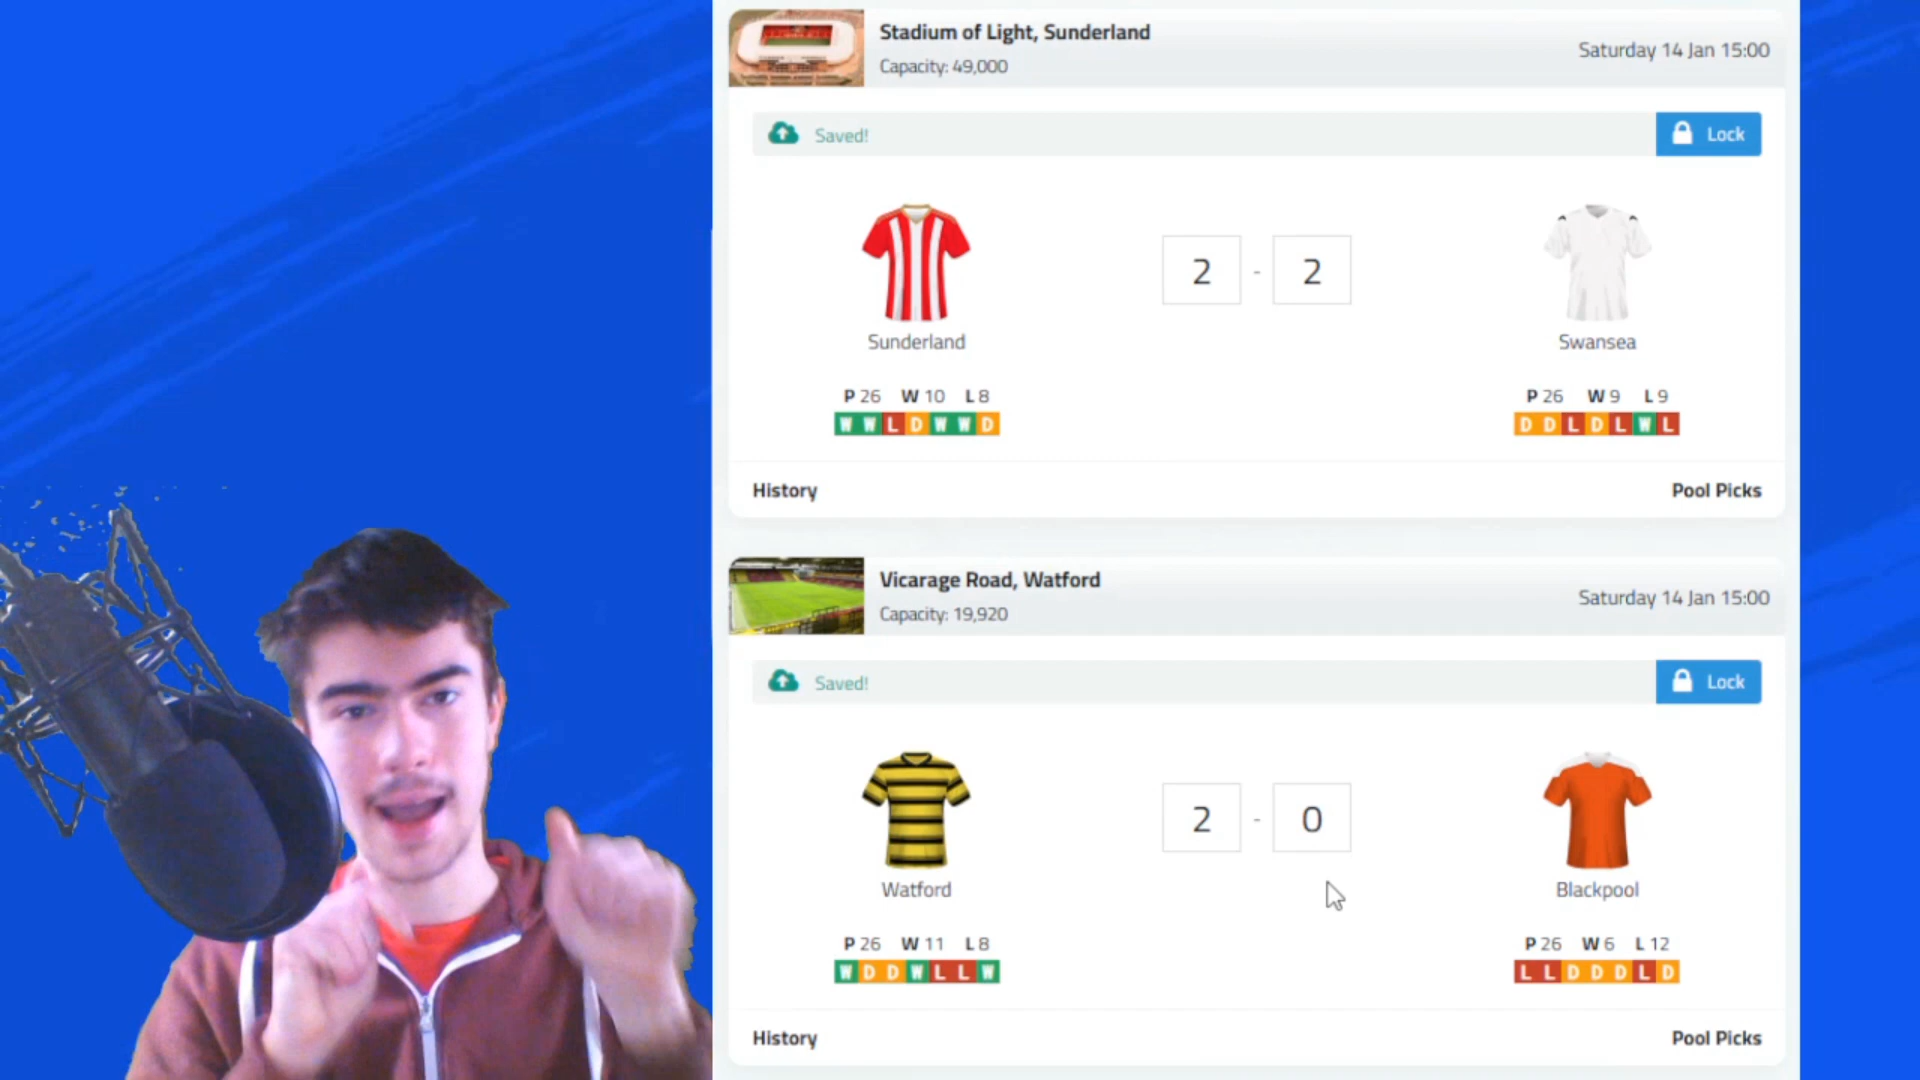 Stadium of Light, Sunderland
Capacity: 49,000
Saturday 14 Jan 15:00
Saved!
Lock
2 - 2
Sunderland
Swansea
P 26 W 10 L 8
P 26 W 9 L 9
W W L D W W D
D D L D L W L
History
Pool Picks
Vicarage Road, Watford
Capacity: 19,920
Saturday 14 Jan 15:00
Saved!
Lock
2 - 0
Watford
Blackpool
P 26 W 11 L 8
P 26 W 6 L 12
W D D W L L W
L L D D D L D
History
Pool Picks